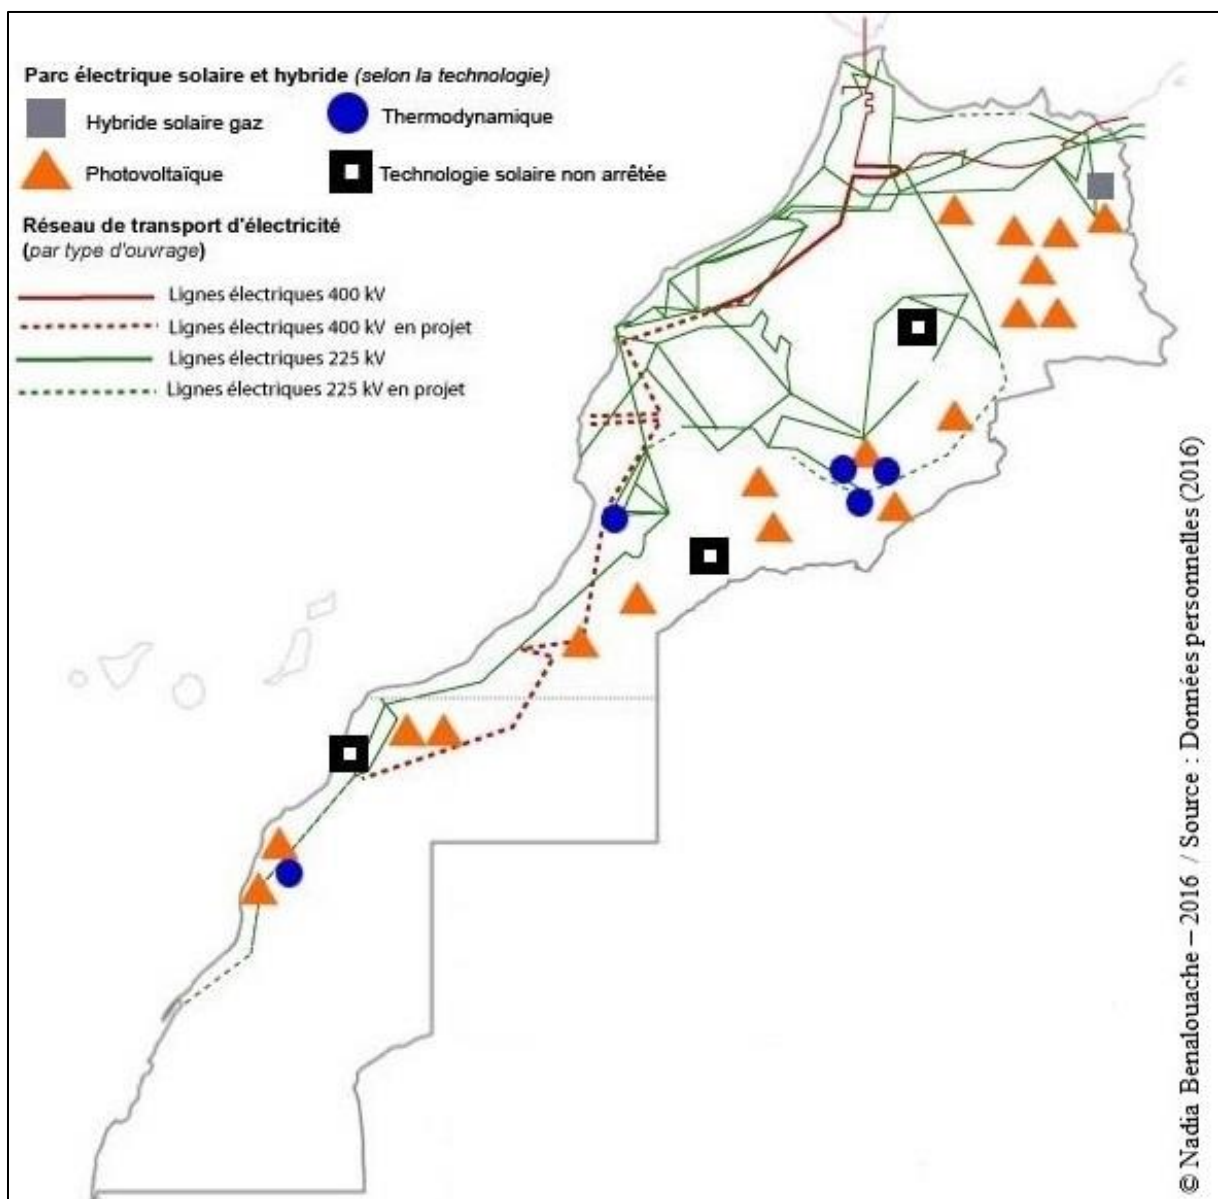 Parc électrique solaire et hybride (selon la technologie)
Hybride solaire gaz
Thermodynamique
Photovoltaïque
Technologie solaire non arrêtée
Réseau de transport d'électricité
(par type d'ouvrage)
Lignes électriques 400 kV
Lignes électriques 400 kV en projet
Lignes électriques 225 kV
Lignes électriques 225 kV en projet
© Nadia Benalouache – 2016 / Source : Données personnelles (2016)